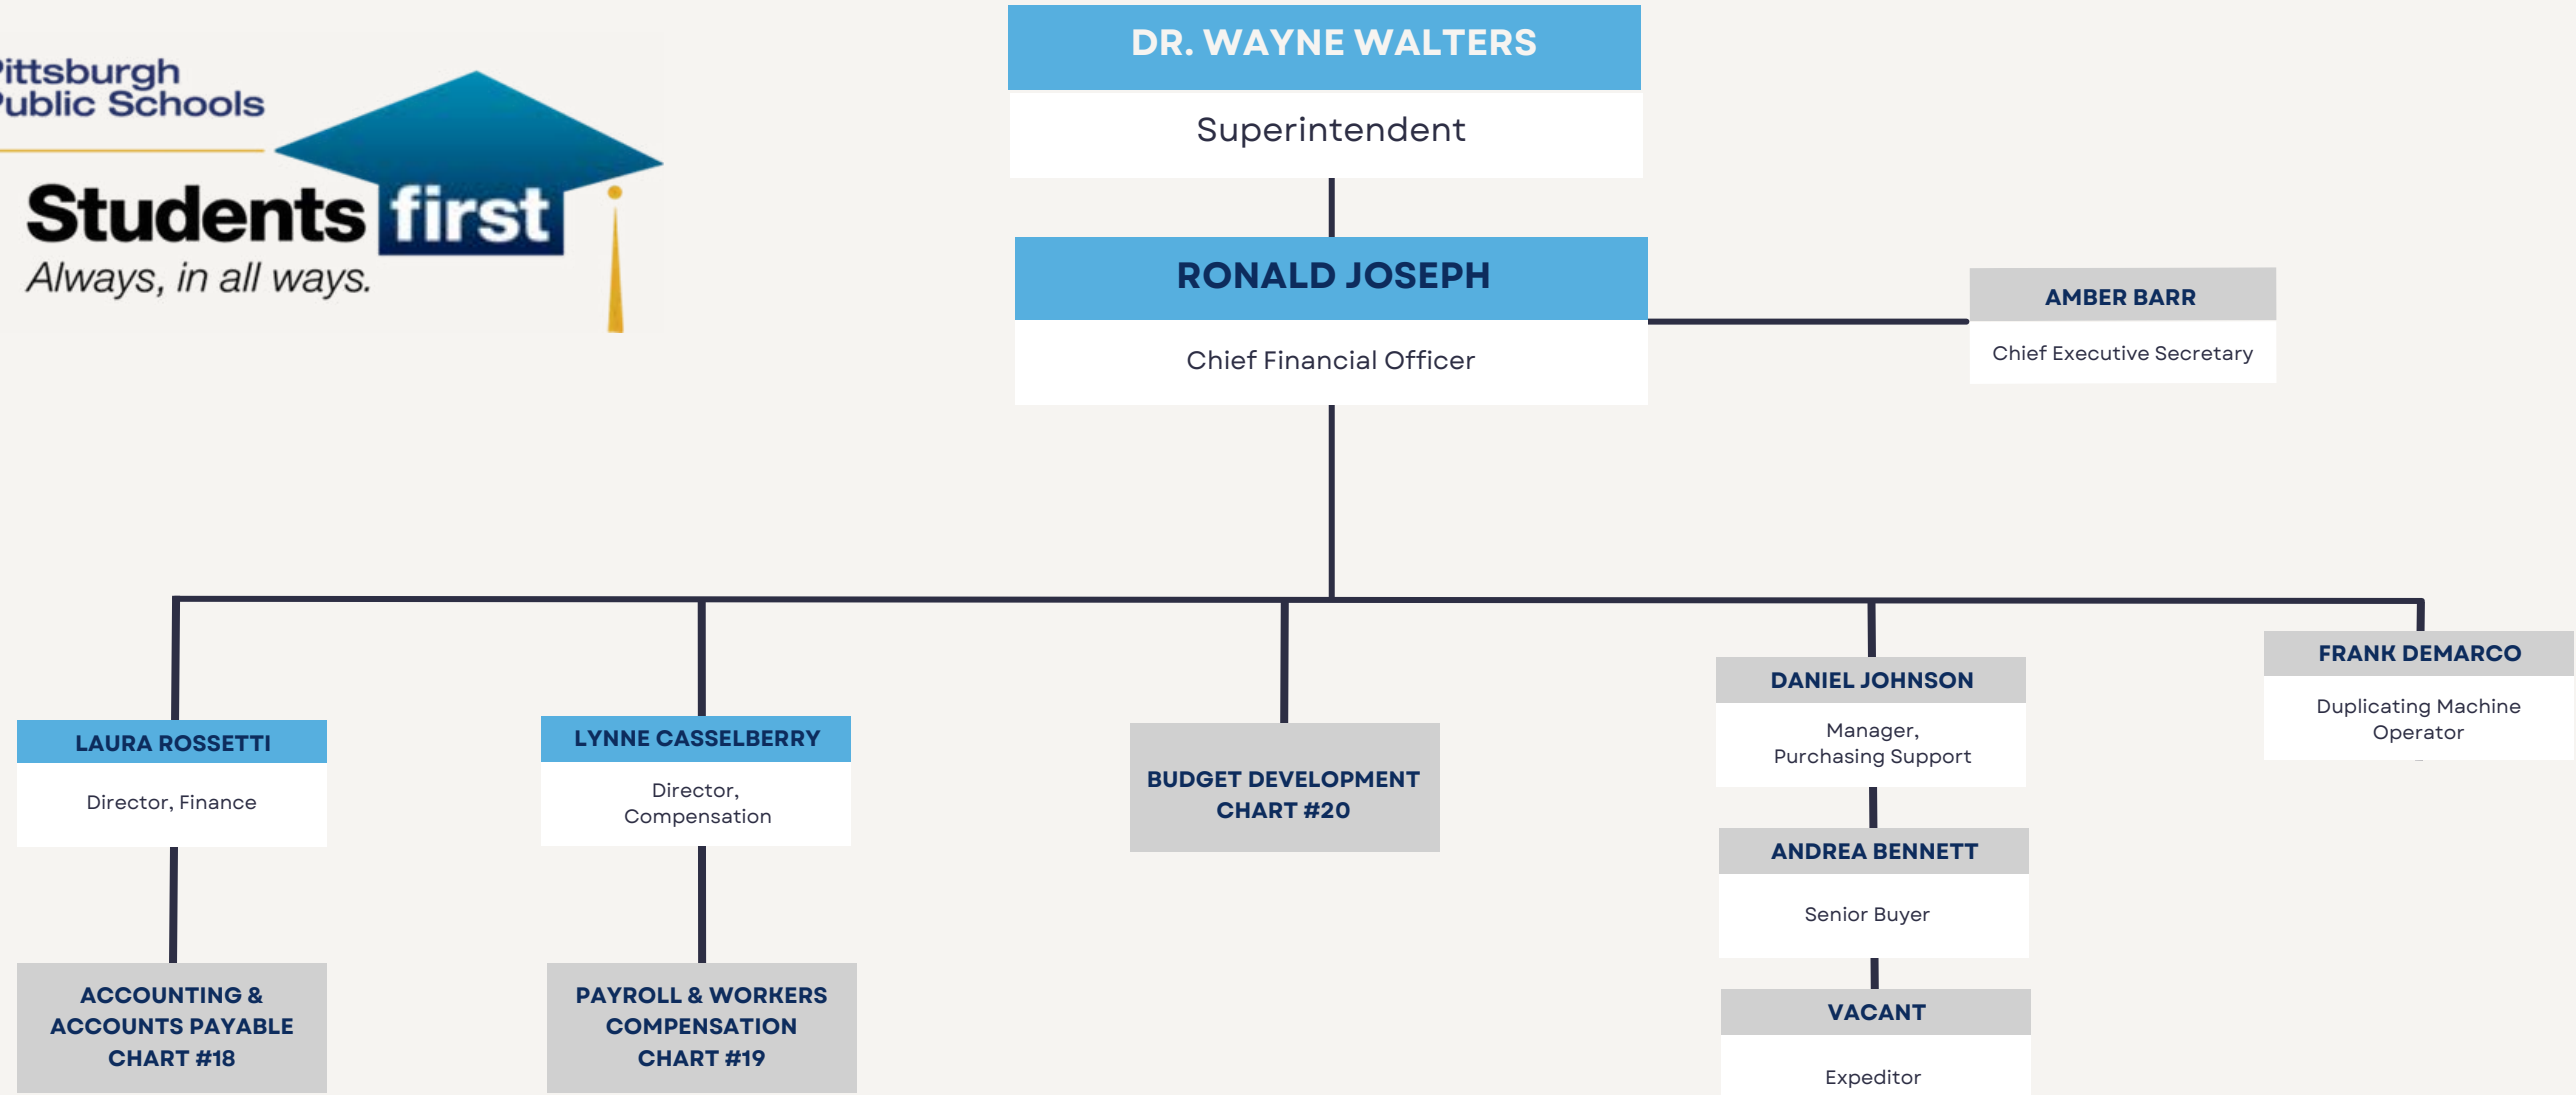 Pittsburgh
Public Schools
Students first
Always, in all ways.
DR. WAYNE WALTERS
Superintendent
RONALD JOSEPH
Chief Financial Officer
AMBER BARR
Chief Executive Secretary
LAURA ROSSETTI
Director, Finance
ACCOUNTING &
ACCOUNTS PAYABLE
CHART #18
LYNNE CASSELBERRY
Director,
Compensation
PAYROLL & WORKERS
COMPENSATION
CHART #19
BUDGET DEVELOPMENT
CHART #20
DANIEL JOHNSON
Manager,
Purchasing Support
ANDREA BENNETT
Senior Buyer
VACANT
Expeditor
FRANK DEMARCO
Duplicating Machine
Operator